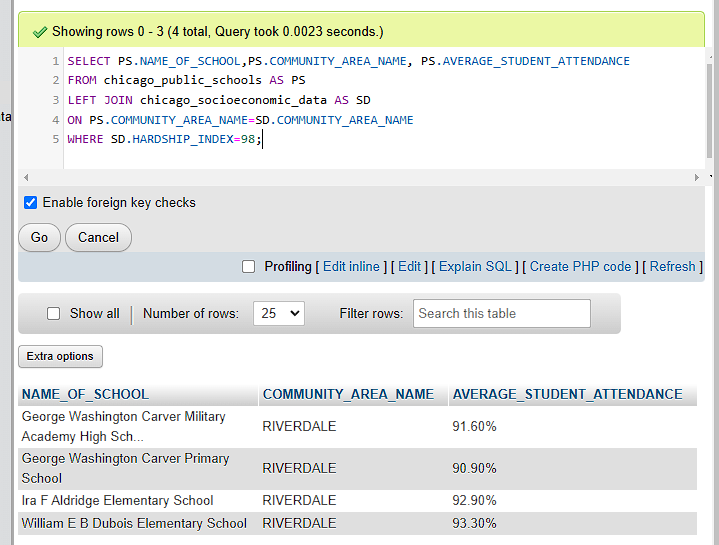 Showing rows 0 - 3 (4 total, Query took 0.0023 seconds.)
1 SELECT PS.NAME_OF_SCHOOL,PS.COMMUNITY_AREA_NAME, PS.AVERAGE_STUDENT_ATTENDANCE
2 FROM chicago_public_schools AS PS
3 LEFT JOIN chicago_socioeconomic_data AS SD
ta
4 ON PS.COMMUNITY_AREA_NAME=SD.COMMUNITY_AREA_NAME
5 WHERE SD.HARDSHIP_INDEX=98;
Enable foreign key checks
Go Cancel
Profiling [ Edit inline ] [ Edit ] [ Explain SQL ] [ Create PHP code ] [ Refresh ]
Show all Number of rows: 25 Filter rows: Search this table
Extra options
NAME_OF_SCHOOL COMMUNITY_AREA_NAME AVERAGE_STUDENT_ATTENDANCE
George Washington Carver Military
Academy High Sch... RIVERDALE 91.60%
George Washington Carver Primary
School RIVERDALE 90.90%
Ira F Aldridge Elementary School RIVERDALE 92.90%
William E B Dubois Elementary School RIVERDALE 93.30%